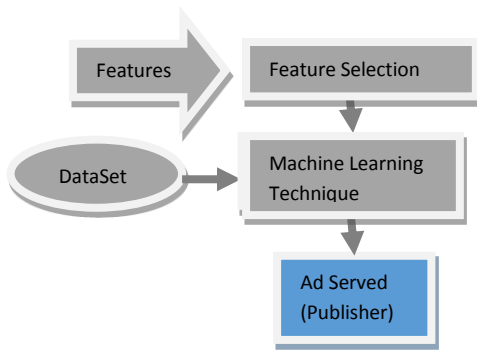 Features
Feature Selection
DataSet
Machine Learning
Technique
Ad Served
(Publisher)